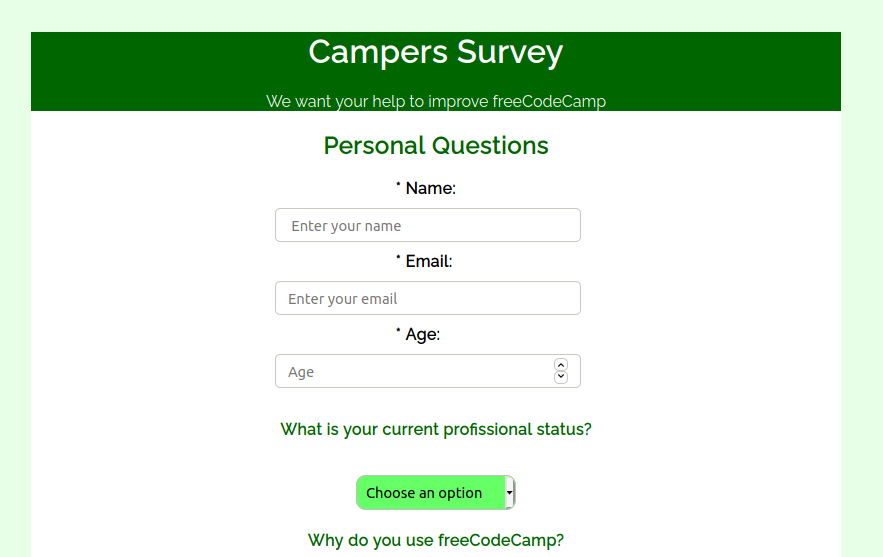 Campers Survey
We want your help to improve freeCodeCamp
Personal Questions
* Name:
Enter your name
* Email:
Enter your email
* Age:
Age
What is your current profissional status?
Choose an option
Why do you use freeCodeCamp?